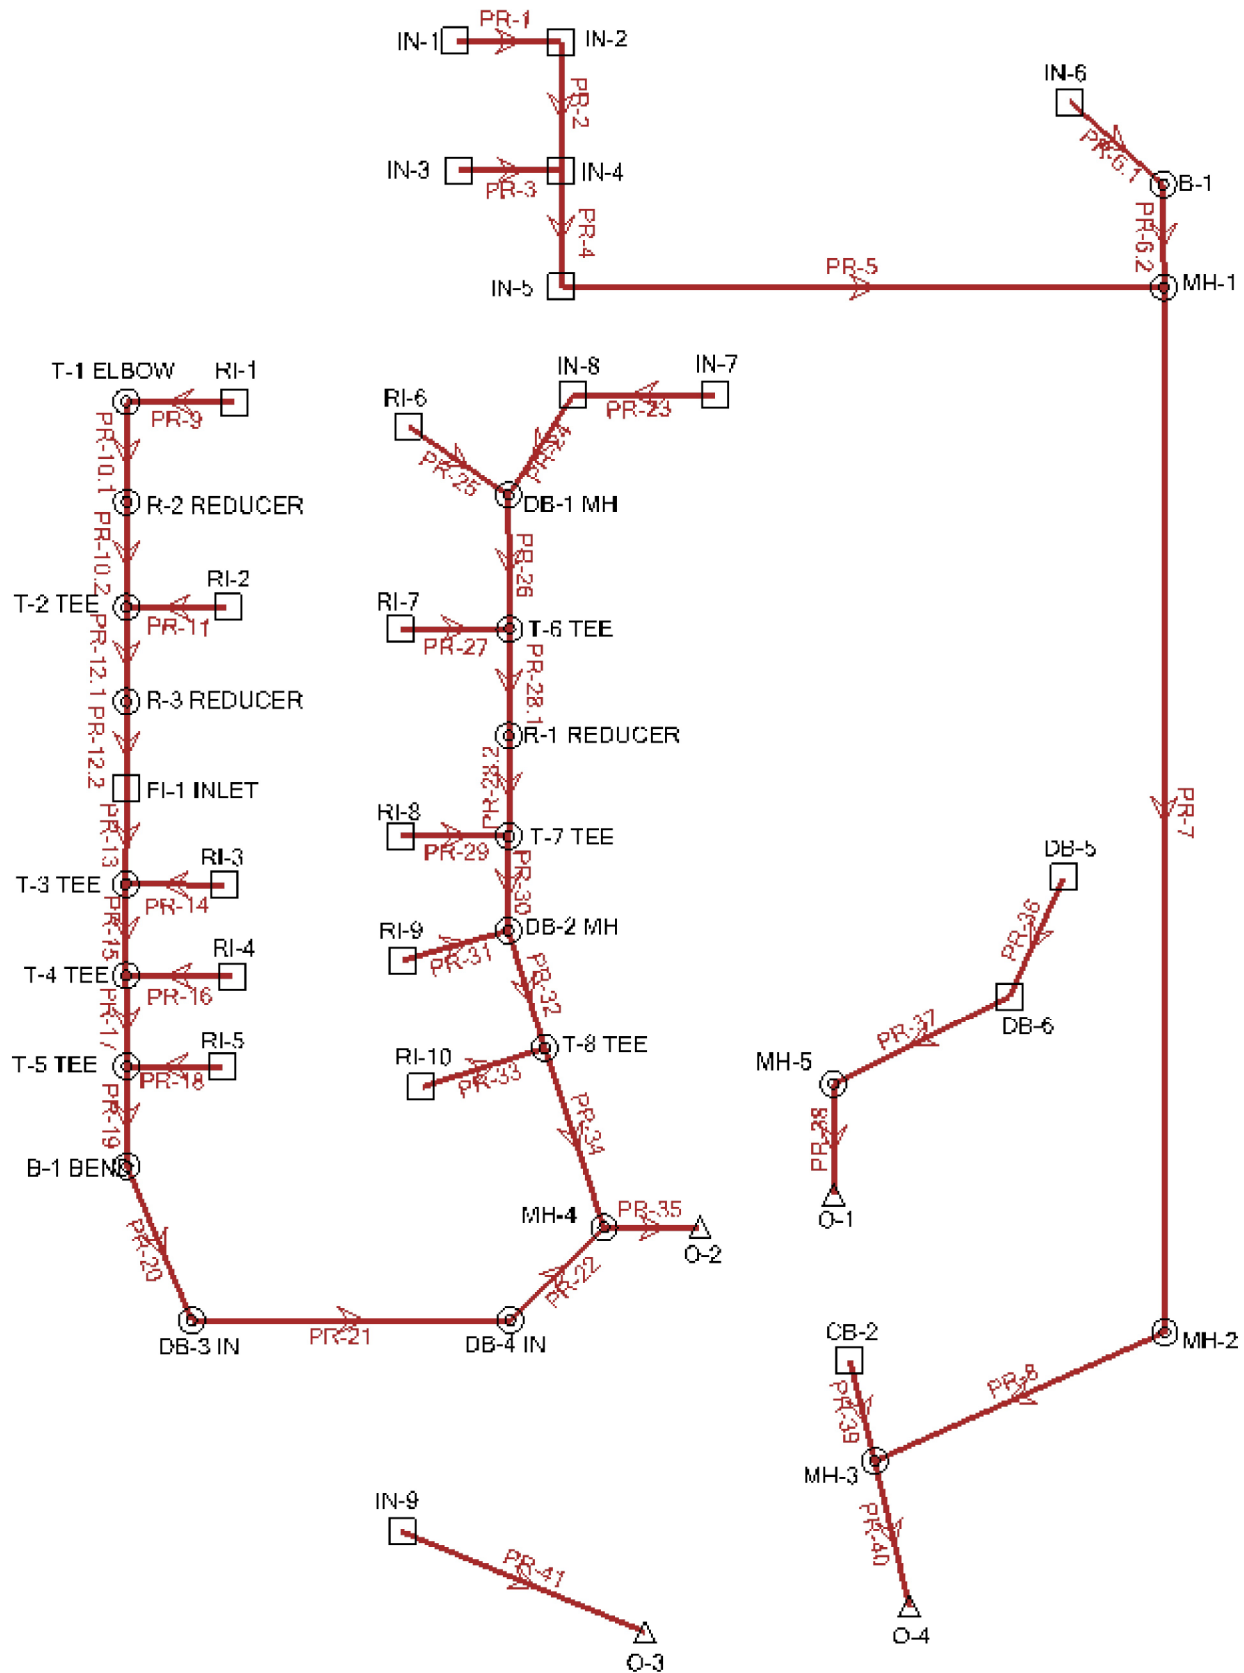 PR-1
IN-1
IN-2
PR-2
IN-6
PR-6.1
IN-3
PR-3
IN-4
B-1
PR-4
PR-6.2
PR-5
IN-5
MH-1
T-1 ELBOW
RI-1
PR-9
PR-10.1
R-2 REDUCER
PR-10.2
RI-2
T-2 TEE
PR-11
PR-12.1
R-3 REDUCER
PR-12.2
FI-1 INLET
PR-13
RI-3
T-3 TEE
PR-14
PR-15
RI-4
T-4 TEE
PR-16
PR-17
RI-5
T-5 TEE
PR-18
PR-19
B-1 BEND
PR-20
DB-3 IN
PR-21
DB-4 IN
PR-22
IN-8
IN-7
RI-6
PR-23
PR-24
PR-25
DB-1 MH
PR-26
RI-7
T-6 TEE
PR-27
PR-28.1
R-1 REDUCER
PR-28.2
RI-8
T-7 TEE
PR-29
PR-30
RI-9
DB-2 MH
PR-31
PR-32
T-8 TEE
RI-10
PR-33
PR-34
MH-4
PR-35
O-2
PR-7
DB-5
PR-36
DB-6
PR-37
MH-5
PR-38
O-1
CB-2
MH-2
PR-8
PR-39
MH-3
PR-40
O-4
IN-9
PR-41
O-3